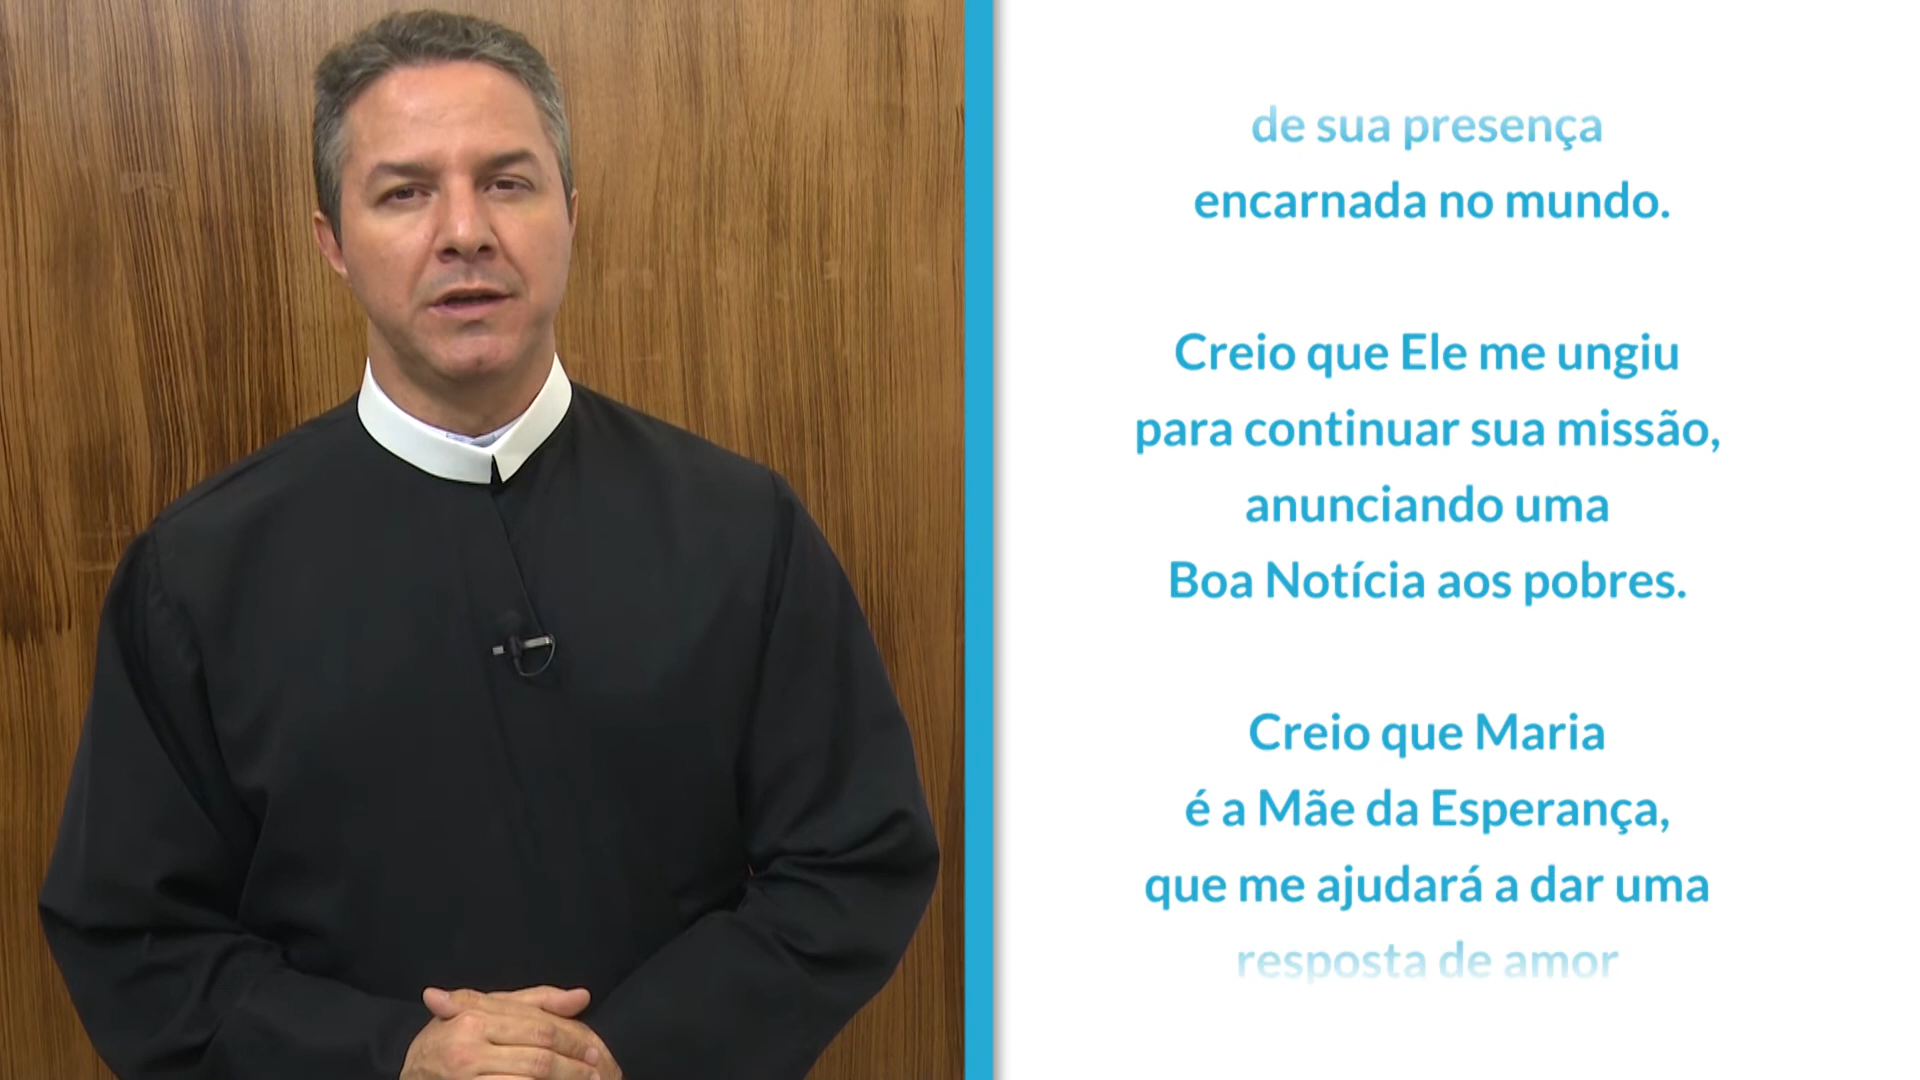 de sua presença
encarnada no mundo.
Creio que Ele me ungiu
para continuar sua missão,
anunciando uma
Boa Notícia aos pobres.
Creio que Maria
é a Mãe da Esperança,
que me ajudará a dar uma
resposta de amor